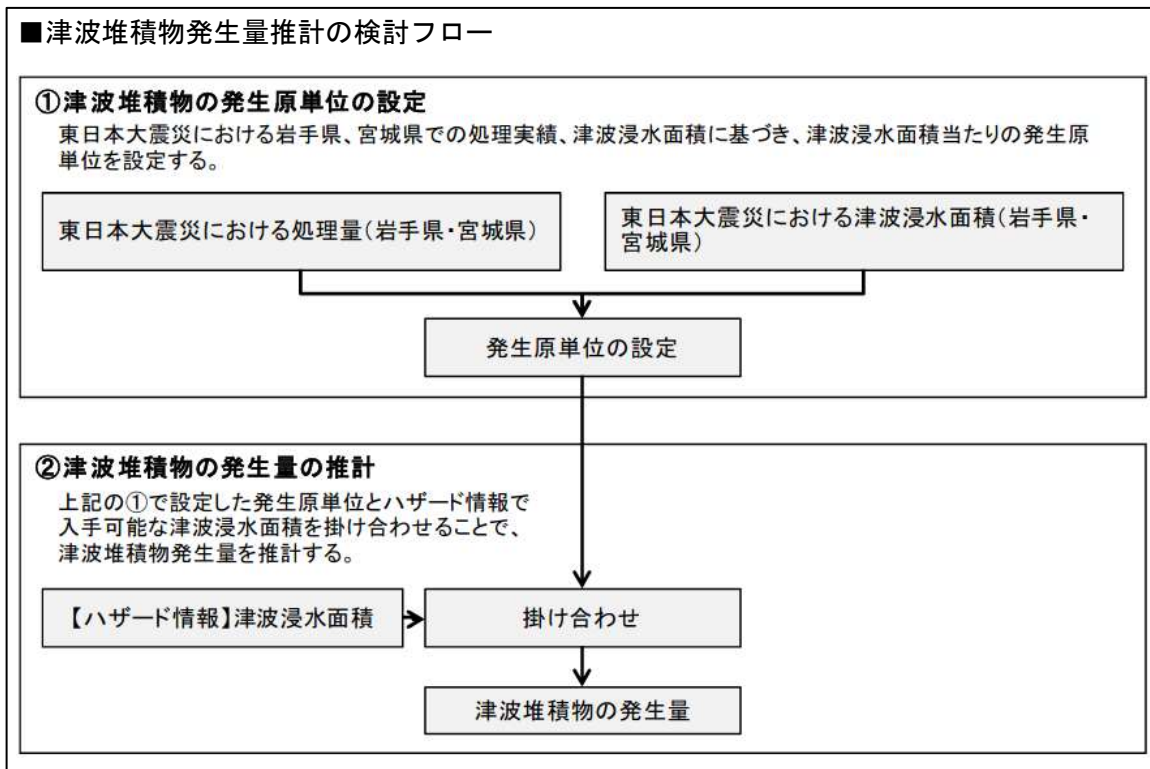 ■津波堆積物発生量推計の検討フロー
①津波堆積物の発生原単位の設定
東日本大震災における岩手県、宮城県での処理実績、津波浸水面積に基づき、津波浸水面積当たりの発生原
単位を設定する。
東日本大震災における処理量(岩手県・宮城県)
東日本大震災における津波浸水面積(岩手県・
宮城県)
発生原単位の設定
②津波堆積物の発生量の推計
上記の①で設定した発生原単位とハザード情報で
入手可能な津波浸水面積を掛け合わせることで、
津波堆積物発生量を推計する。
【ハザード情報】津波浸水面積
掛け合わせ
津波堆積物の発生量